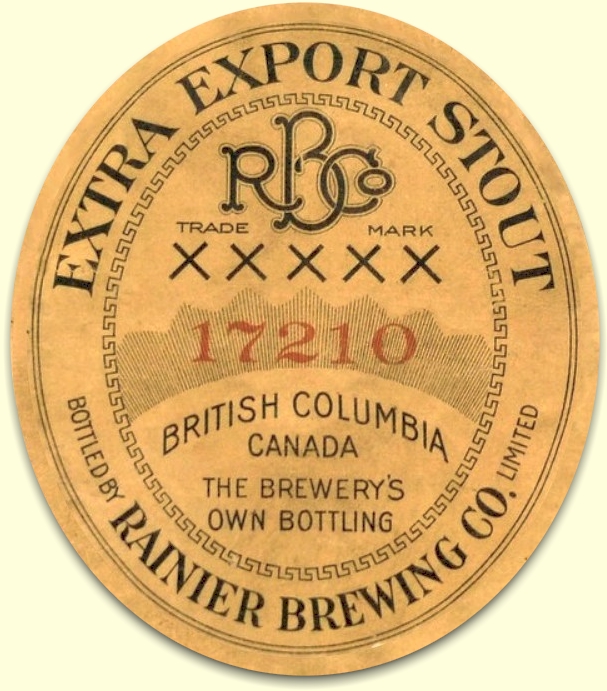 EXTRA EXPORT STOUT
RBCo
TRADE MARK
XXXXX
17210
BRITISH COLUMBIA
CANADA
THE BREWERY'S
OWN BOTTLING
BOTTLED BY RAINIER BREWING CO. LIMITED